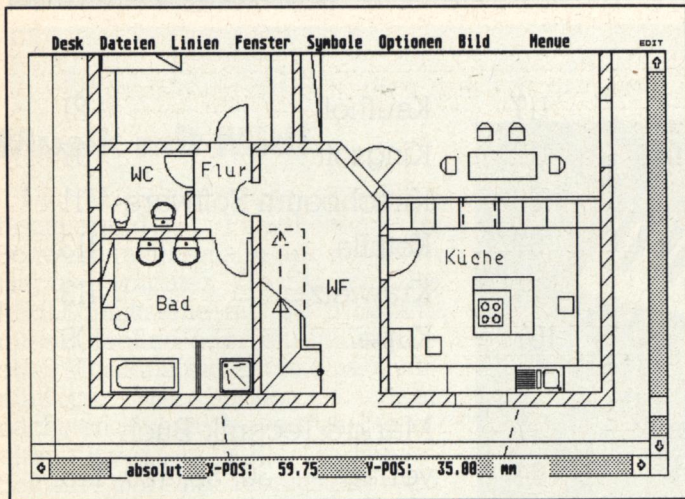 Desk Dateien Linien Fenster Symbole Optionen Bild Menue EDIT
WC Flur
Küche
WF
Bad
absolut X-POS: 59.75 Y-POS: 35.00 mm